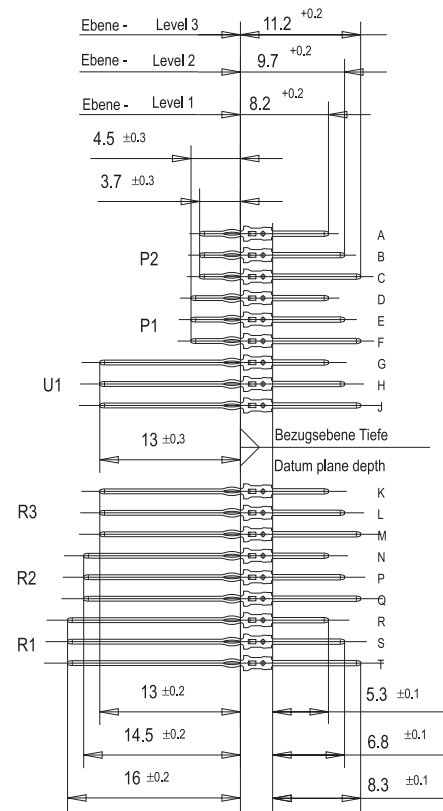 Ebene - Level 3 11.2 +0.2
Ebene - Level 2 9.7 +0.2
Ebene - Level 1 8.2 +0.2
4.5 ±0.3
3.7 ±0.3
A
P2 B
C
D
P1 E
F
G
U1 H
J
13 ±0.3 Bezugsebene Tiefe
Datum plane depth
K
R3 L
M
N
R2 P
Q
R
R1 S
T
13 ±0.2 5.3 ±0.1
14.5 ±0.2 6.8 ±0.1
16 ±0.2 8.3 ±0.1